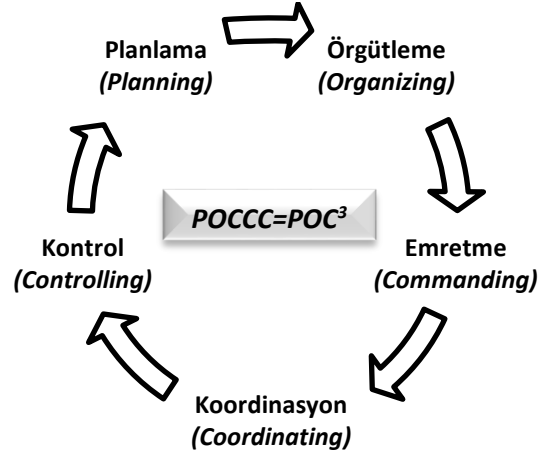 Planlama
(Planning)
Örgütleme
(Organizing)
POCCC=POC³
Kontrol
(Controlling)
Emretme
(Commanding)
Koordinasyon
(Coordinating)